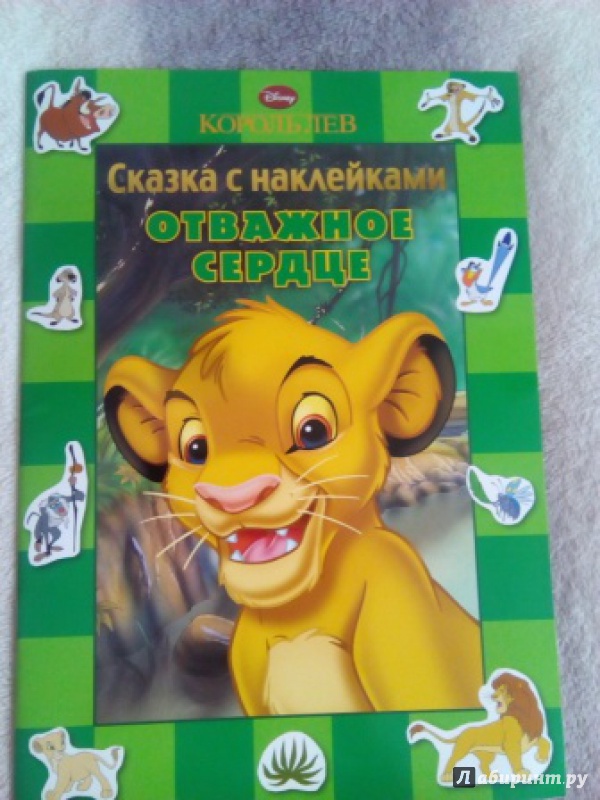 Disney
КОРОЛЬ ЛЕВ
Сказка с наклейками
ОТВАЖНОЕ
СЕРДЦЕ
Лабиринт.ру